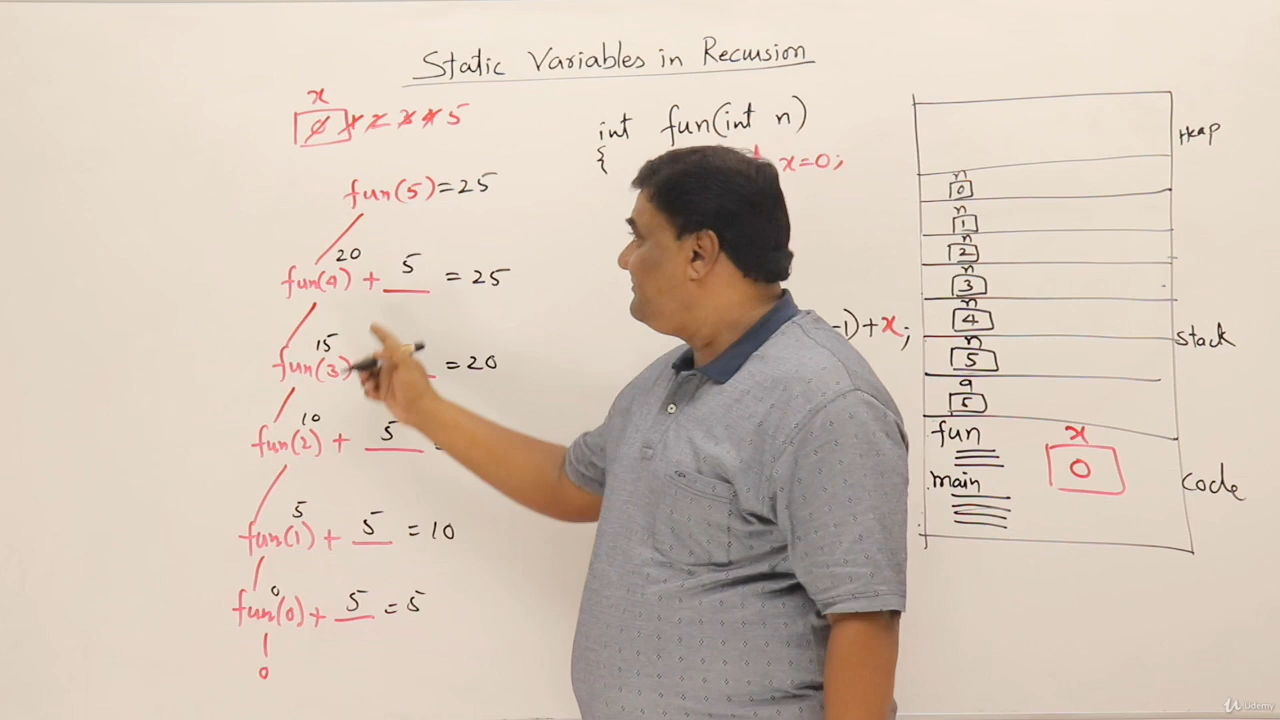 Static Variables in Recursion
x
0 1 2 3 4 5
fun(5) = 25
20
fun(4) + 5 = 25
15
fun(3) = 20
10
fun(2) + 5
5
fun(1) + 5 = 10
0
fun(0) + 5 = 5
0
int fun(int n)
{
x=0;
-1)+x;
Heap
n
0
n
1
n
2
n
3
n
4
n
5
stack
a
5
fun
x
0
main
code
Udemy